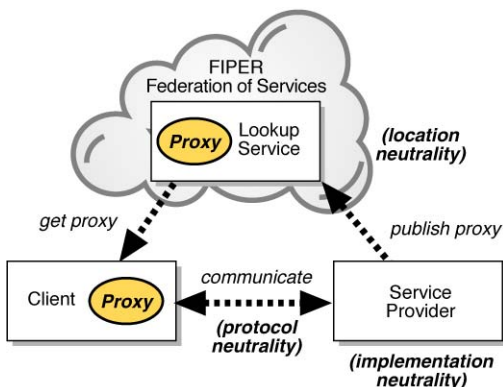 FIPER
Federation of Services
Proxy
Lookup
Service
(location
neutrality)
get proxy
publish proxy
Client
Proxy
communicate
(protocol
neutrality)
Service
Provider
(implementation
neutrality)